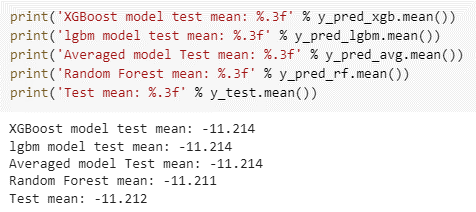 print('XGBoost model test mean: %.3f' % y_pred_xgb.mean())
print('lgbm model test mean: %.3f' % y_pred_lgbm.mean())
print('Averaged model Test mean: %.3f' % y_pred_avg.mean())
print('Random Forest mean: %.3f' % y_pred_rf.mean())
print('Test mean: %.3f' % y_test.mean())
XGBoost model test mean: -11.214
lgbm model test mean: -11.214
Averaged model Test mean: -11.214
Random Forest mean: -11.211
Test mean: -11.212